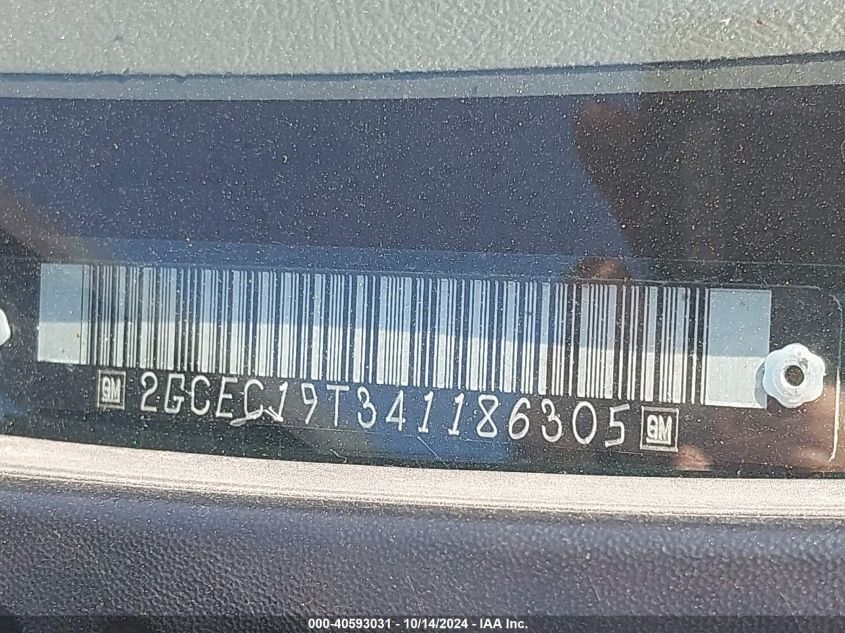 GM 2GCEC19T341186305 GM
000-40593031 - 10/14/2024 - IAA Inc.